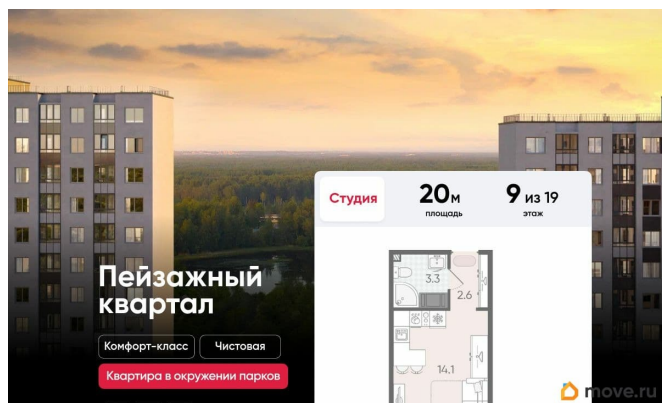 Студия
20м
площадь
9 из 19
этаж
Пейзажный
квартал
Комфорт-класс
Чистовая
Квартира в окружении парков
3.3
2.6
14.1
move.ru